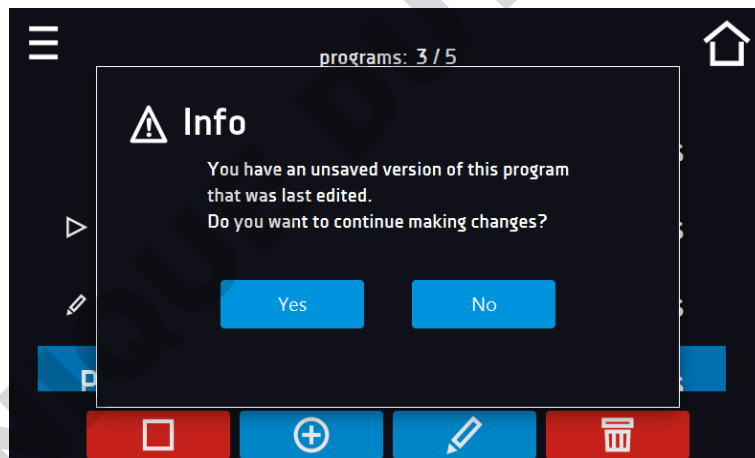 programs: 3 / 5
Info
You have an unsaved version of this program
that was last edited.
Do you want to continue making changes?
Yes
No